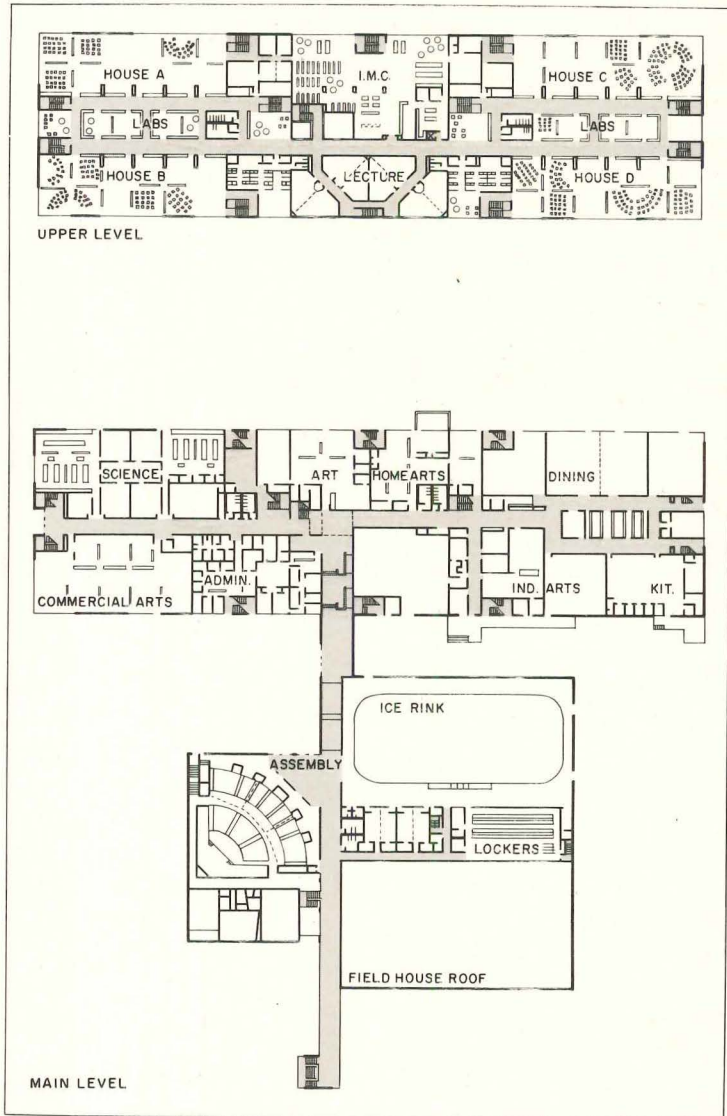 HOUSE A
I.M.C.
HOUSE C
LABS
LABS
HOUSE B
LECTURE
HOUSE D
UPPER LEVEL
SCIENCE
ART
HOME ARTS
DINING
COMMERCIAL ARTS
ADMIN.
IND. ARTS
KIT.
ICE RINK
ASSEMBLY
LOCKERS
FIELD HOUSE ROOF
MAIN LEVEL